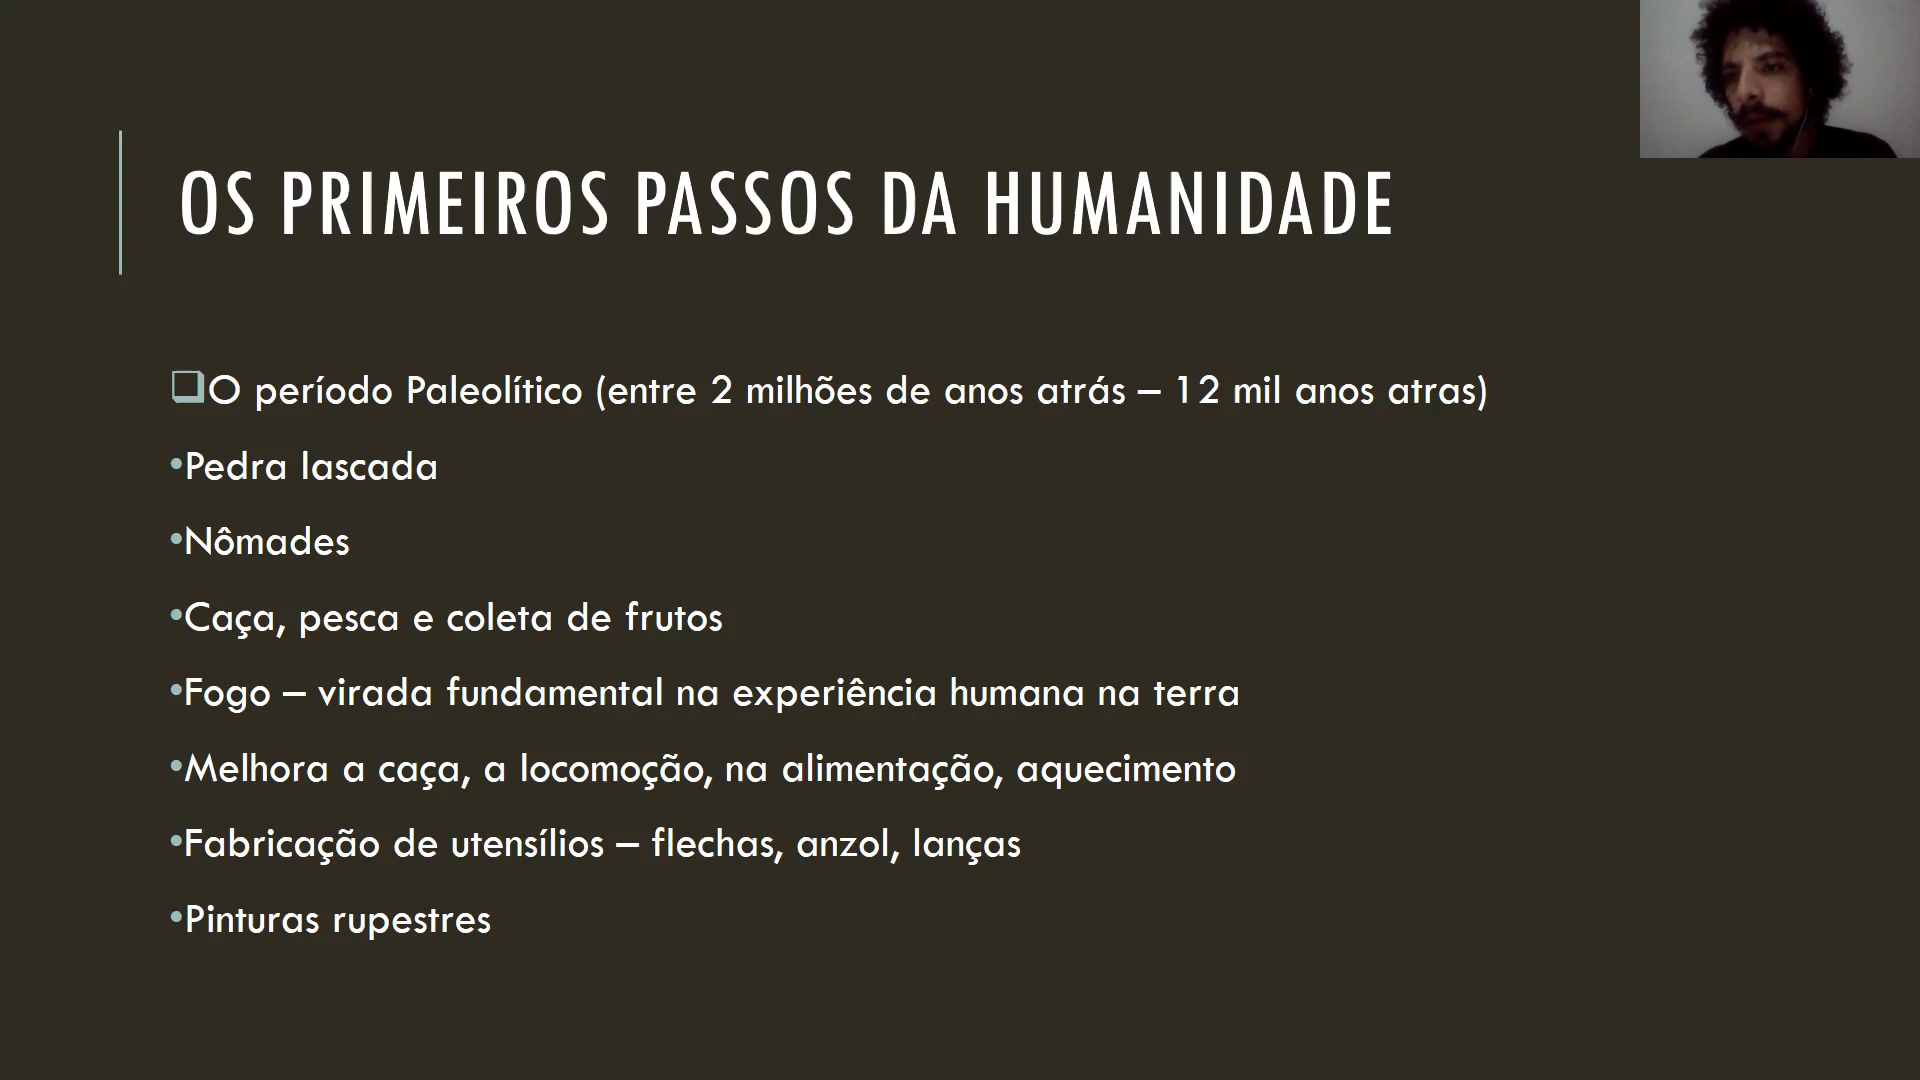 OS PRIMEIROS PASSOS DA HUMANIDADE
O período Paleolítico (entre 2 milhões de anos atrás – 12 mil anos atras)
•Pedra lascada
•Nômades
•Caça, pesca e coleta de frutos
•Fogo – virada fundamental na experiência humana na terra
•Melhora a caça, a locomoção, na alimentação, aquecimento
•Fabricação de utensílios – flechas, anzol, lanças
•Pinturas rupestres